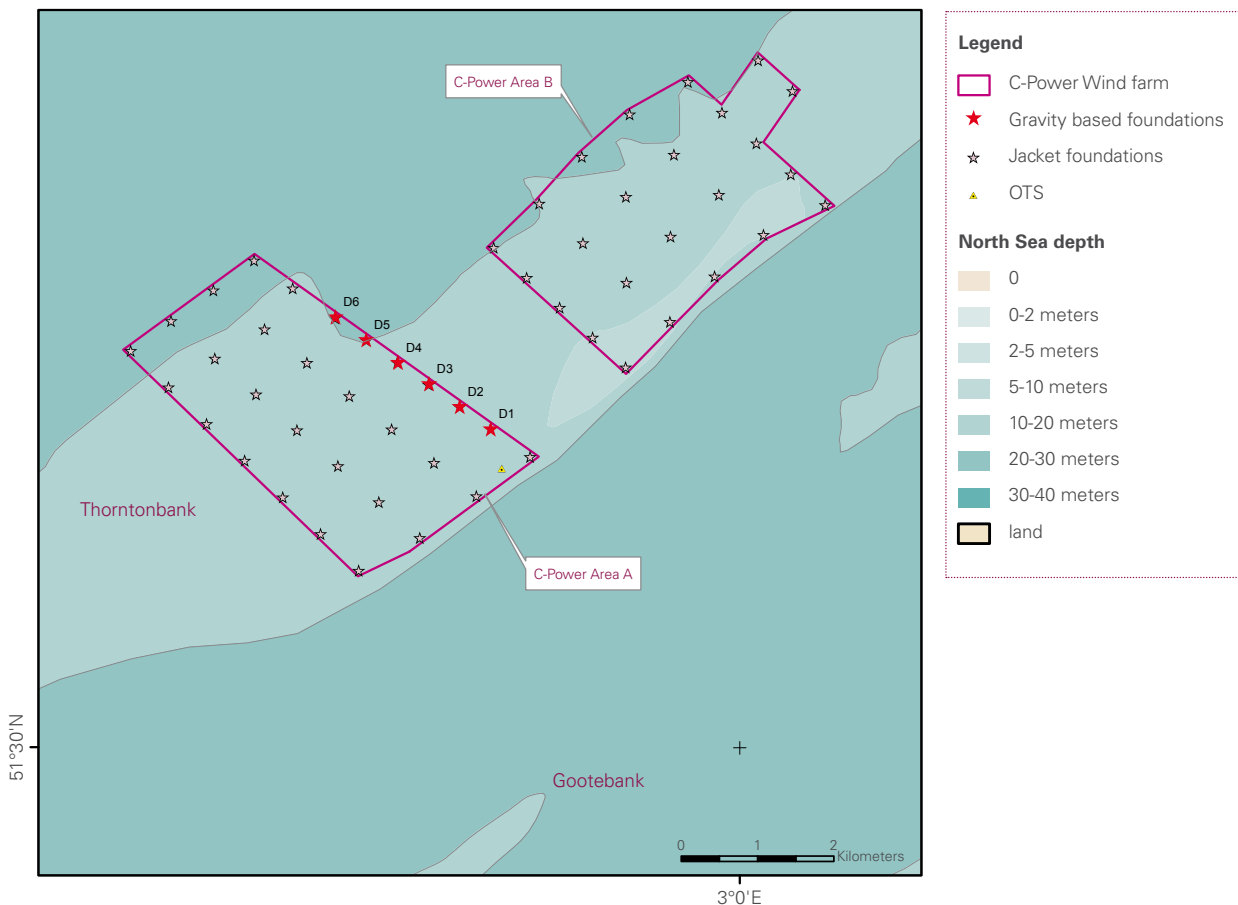 C-Power Area B
D6
D5
D4
D3
D2
D1
Thorntonbank
C-Power Area A
Gootebank
51°30'N
0 1 2
Kilometers
3°0'E
Legend
C-Power Wind farm
Gravity based foundations
Jacket foundations
OTS
North Sea depth
0
0-2 meters
2-5 meters
5-10 meters
10-20 meters
20-30 meters
30-40 meters
land